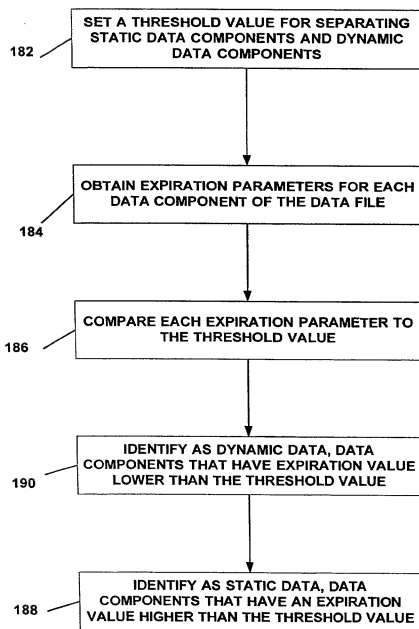 SET A THRESHOLD VALUE FOR SEPARATING
STATIC DATA COMPONENTS AND DYNAMIC
DATA COMPONENTS
182
OBTAIN EXPIRATION PARAMETERS FOR EACH
DATA COMPONENT OF THE DATA FILE
184
COMPARE EACH EXPIRATION PARAMETER TO
THE THRESHOLD VALUE
186
IDENTIFY AS DYNAMIC DATA, DATA
COMPONENTS THAT HAVE EXPIRATION VALUE
LOWER THAN THE THRESHOLD VALUE
190
IDENTIFY AS STATIC DATA, DATA
COMPONENTS THAT HAVE AN EXPIRATION
VALUE HIGHER THAN THE THRESHOLD VALUE
188